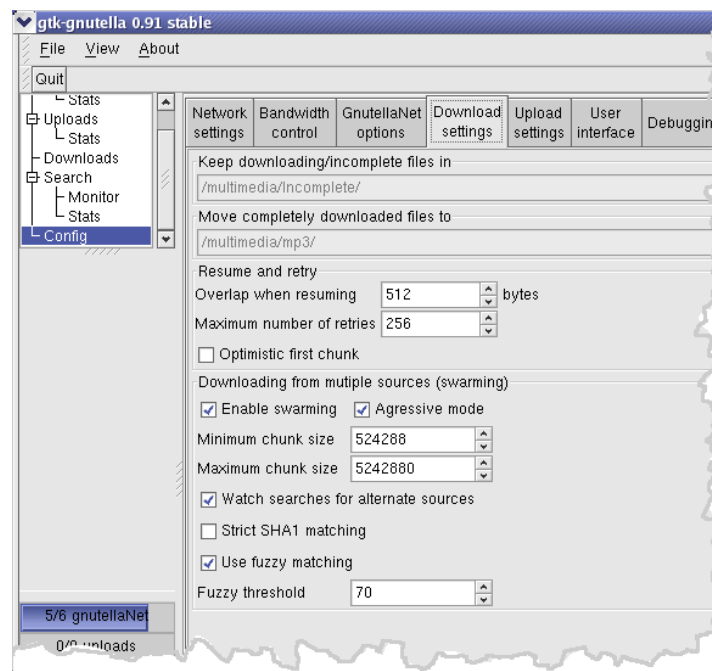 gtk-gnutella 0.91 stable
File View About
Quit
Stats
Uploads
Stats
Downloads
Search
Monitor
Stats
Config
Network settings
Bandwidth control
GnutellaNet options
Download settings
Upload settings
User interface
Debuggin
Keep downloading/incomplete files in
/multimedia/Incomplete/
Move completely downloaded files to
/multimedia/mp3/
Resume and retry
Overlap when resuming 512 bytes
Maximum number of retries 256
Optimistic first chunk
Downloading from mutiple sources (swarming)
Enable swarming Agressive mode
Minimum chunk size 524288
Maximum chunk size 5242880
Watch searches for alternate sources
Strict SHA1 matching
Use fuzzy matching
Fuzzy threshold 70
5/6 gnutellaNet
0/0 uploads